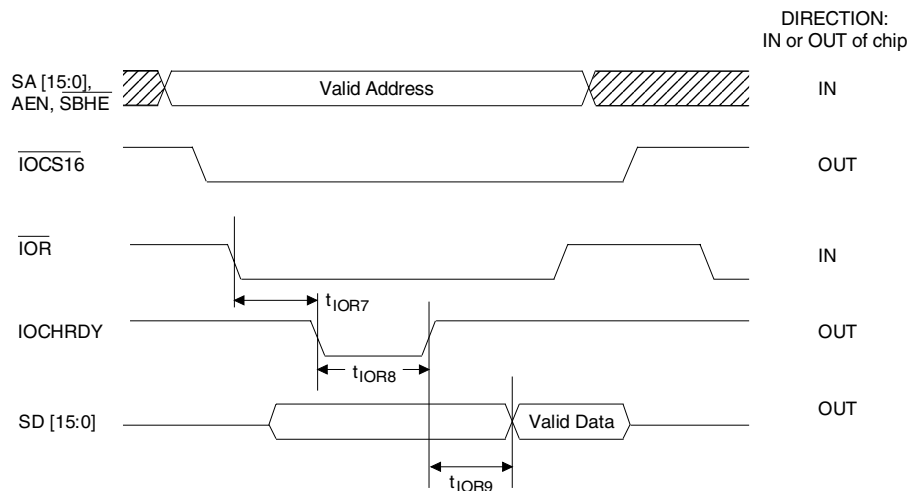 DIRECTION:
IN or OUT of chip
SA [15:0],
AEN, SBHE
Valid Address
IN
IOCS16
OUT
IOR
IN
tIOR7
IOCHRDY
OUT
tIOR8
SD [15:0]
Valid Data
OUT
tIOR9